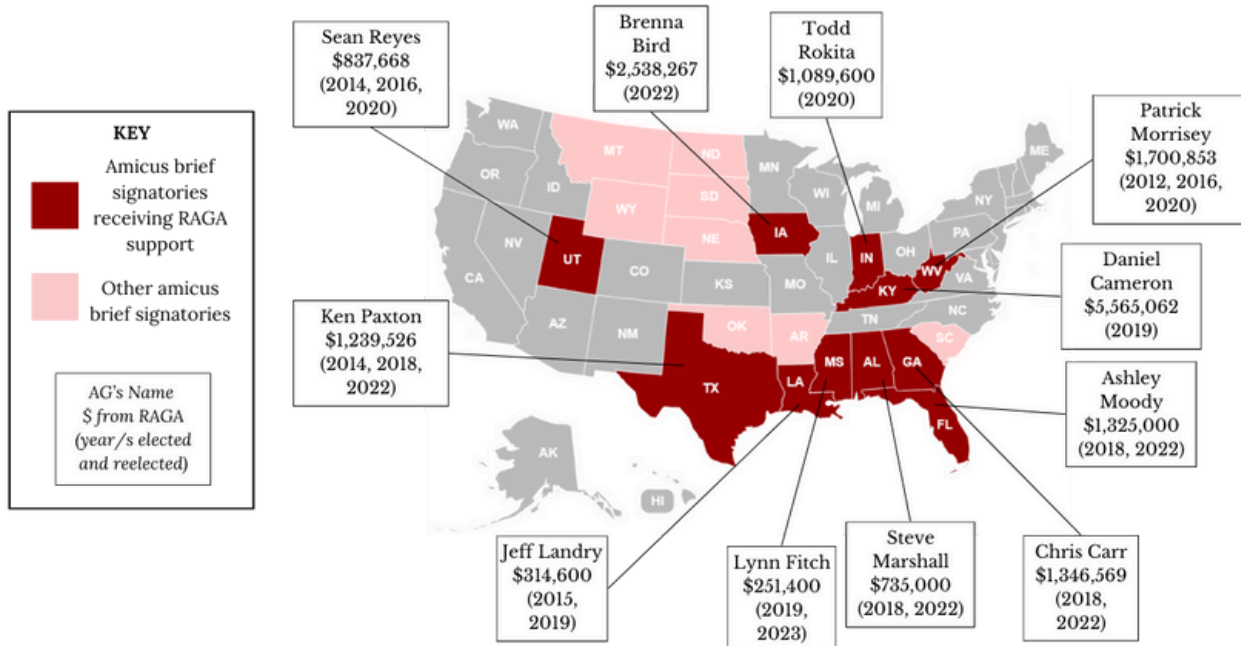 Sean Reyes
$837,668
(2014, 2016,
2020)
Brenna
Bird
$2,538,267
(2022)
Todd
Rokita
$1,089,600
(2020)
Patrick
Morrisey
$1,700,853
(2012, 2016,
2020)
KEY
Amicus brief
signatories
receiving RAGA
support
Other amicus
brief signatories
AG's Name
$ from RAGA
(year/s elected
and reelected)
Ken Paxton
$1,239,526
(2014, 2018,
2022)
Daniel
Cameron
$5,565,062
(2019)
Ashley
Moody
$1,325,000
(2018, 2022)
Jeff Landry
$314,600
(2015,
2019)
Lynn Fitch
$251,400
(2019,
2023)
Steve
Marshall
$735,000
(2018, 2022)
Chris Carr
$1,346,569
(2018,
2022)
WA
MT
ND
MN
ME
OR
ID
SD
WI
MI
NY
WY
IA
PA
NE
NV
UT
IL
IN
OH
WV
VA
CO
CA
KS
MO
KY
NC
TN
AZ
NM
OK
AR
SC
MS
AL
GA
TX
LA
FL
AK
HI